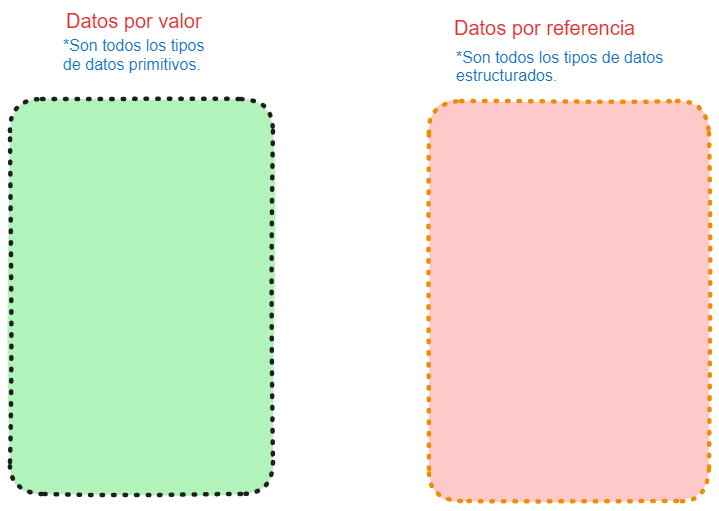 Datos por valor
*Son todos los tipos
de datos primitivos.
Datos por referencia
*Son todos los tipos de datos
estructurados.